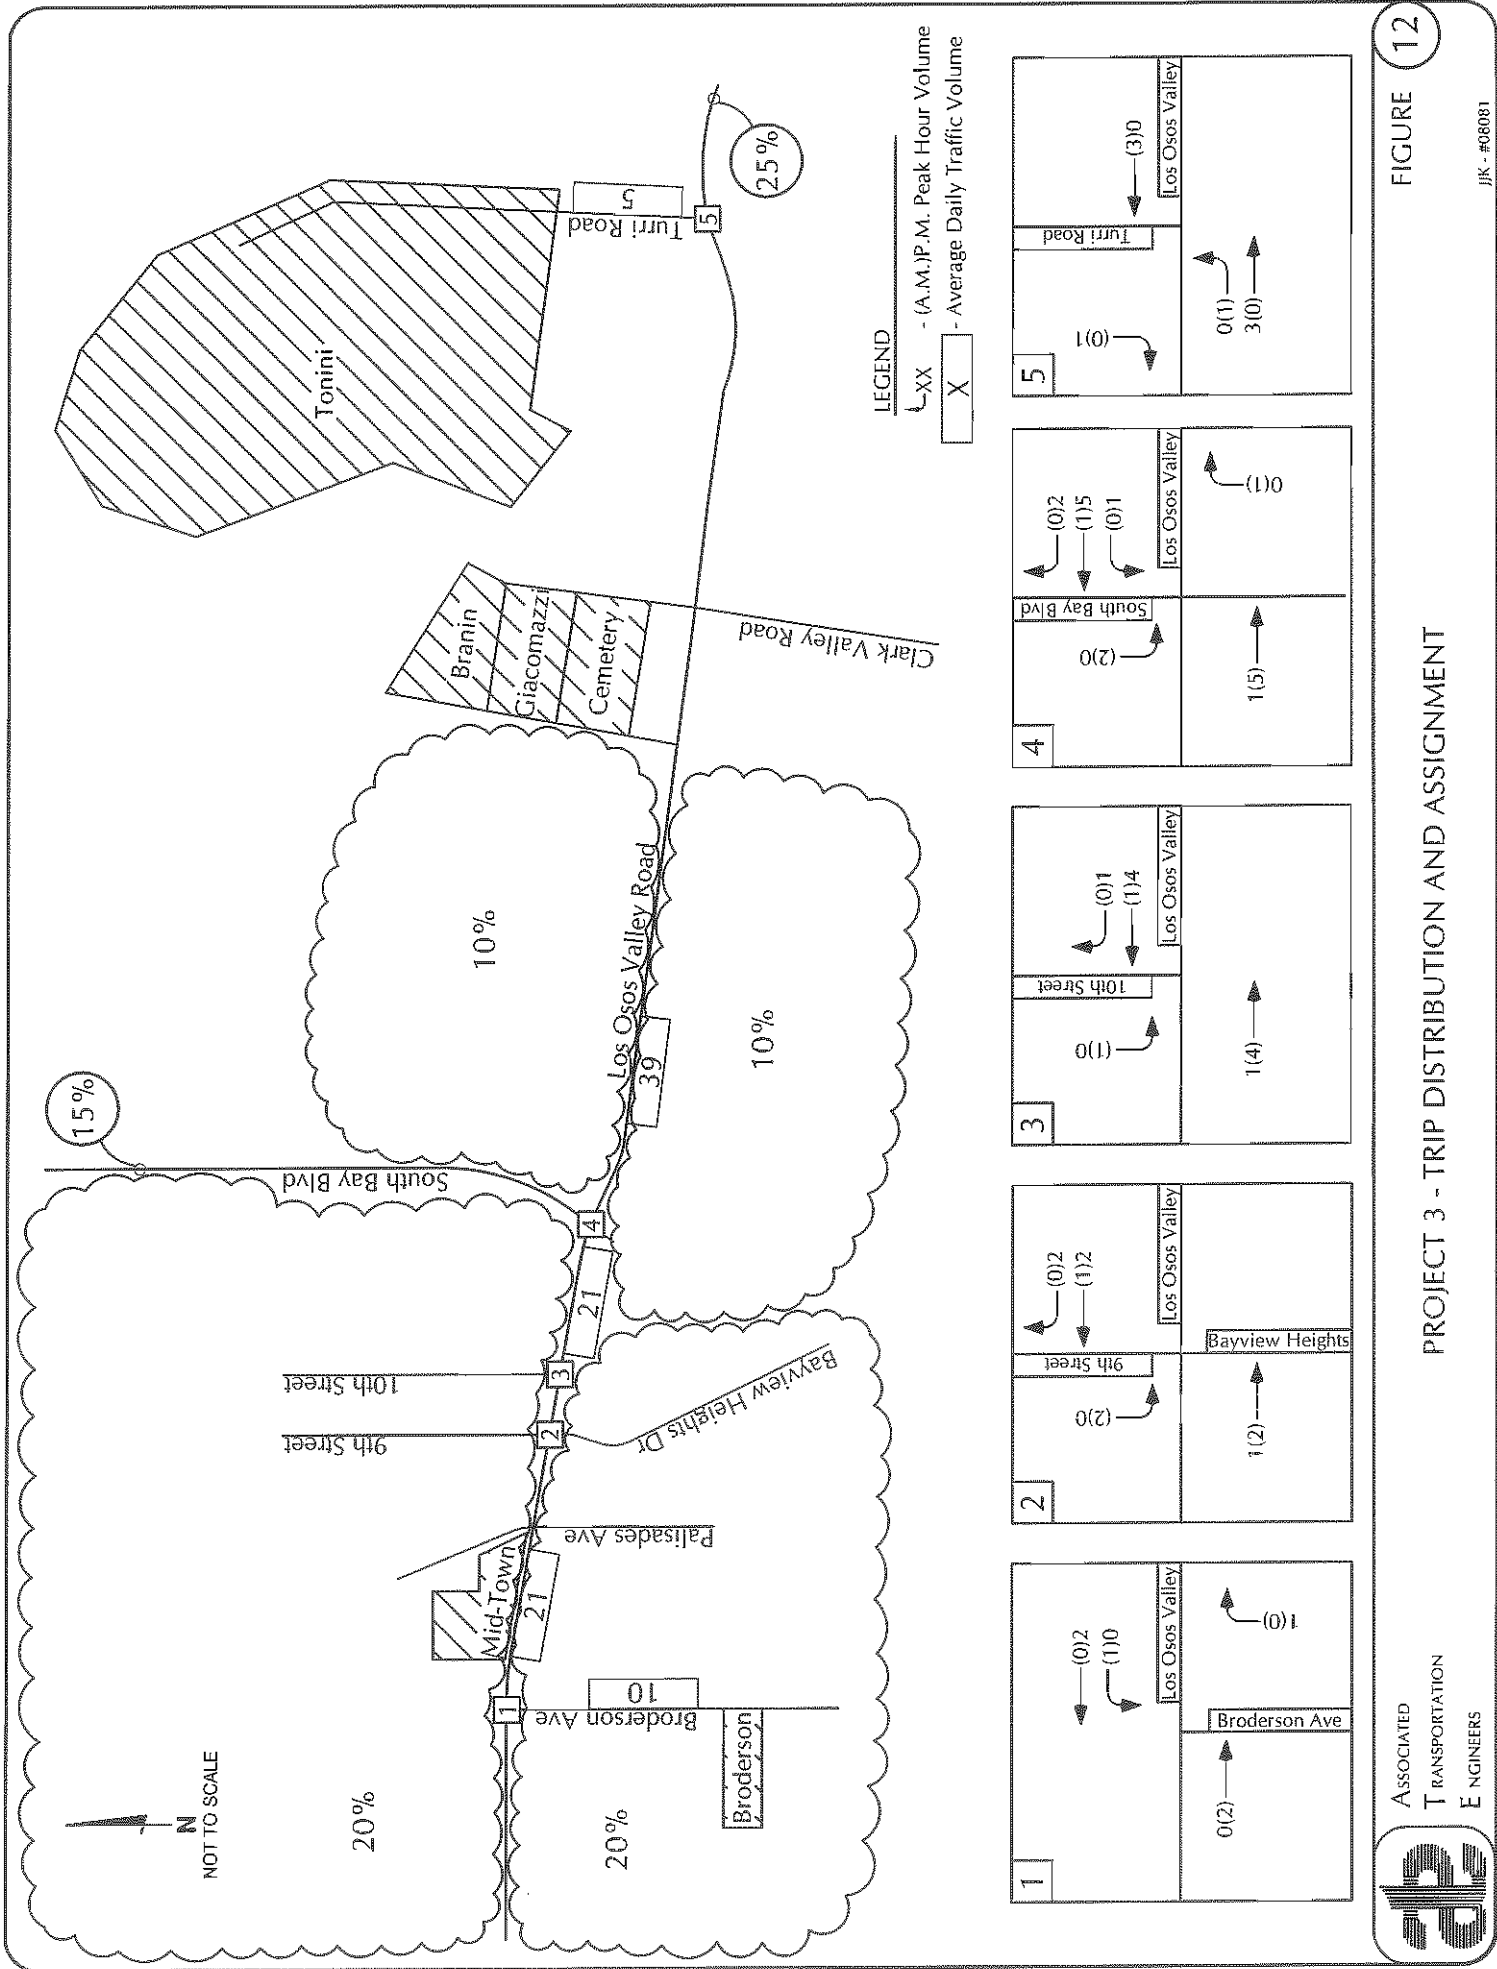 N
NOT TO SCALE
20%
20%
10%
10%
15%
25%
Tonini
Branin
Giacomazzi
Cemetery
Mid-Town
Broderson
South Bay Blvd
10th Street
9th Street
Palisades Ave
Broderson Ave
Bayview Heights Dr
Los Osos Valley Road
Clark Valley Road
Turri Road
1
2
3
4
5
10
21
21
39
5
LEGEND
XX - (A.M.)P.M. Peak Hour Volume
X - Average Daily Traffic Volume
1
(0)2
(1)0
Los Osos Valley
Broderson Ave
0(2)
1(0)
2
(0)2
(1)2
(2)0
9th Street
Los Osos Valley
Bayview Heights
1(2)
3
(0)1
(1)4
(1)0
10th Street
Los Osos Valley
1(4)
4
(0)2
(1)5
(0)1
(2)0
South Bay Blvd
Los Osos Valley
1(5)
0(1)
5
(0)1
(3)0
Turri Road
Los Osos Valley
0(1)
3(0)
ASSOCIATED
TRANSPORTATION
ENGINEERS
PROJECT 3 - TRIP DISTRIBUTION AND ASSIGNMENT
FIGURE 12
JJK - #08081